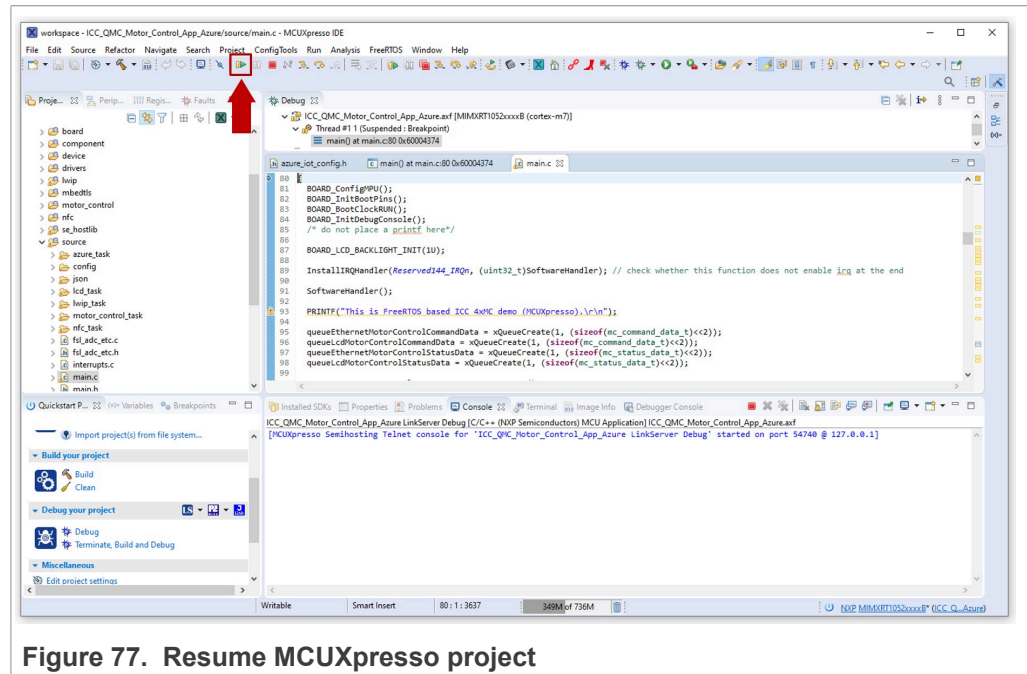 workspace - ICC_QMC_Motor_Control_App_Azure/source/main.c - MCUXpresso IDE
File Edit Source Refactor Navigate Search Project ConfigTools Run Analysis FreeRTOS Window Help
Proje... Perip... Regis... Faults
Debug
ICC_QMC_Motor_Control_App_Azure.axf [MIMXRT1052xxxxB (cortex-m7)]
Thread #1 1 (Suspended : Breakpoint)
main() at main.c:80 0x60004374
board
component
device
drivers
lwip
mbedtls
motor_control
nfc
se_hostlib
source
azure_task
config
json
lcd_task
lwip_task
motor_control_task
nfc_task
fsl_adc_etc.c
fsl_adc_etc.h
interrupts.c
main.c
main.h
azure_iot_config.h main() at main.c:80 0x60004374 main.c
80 {
81 BOARD_ConfigMPU();
82 BOARD_InitBootPins();
83 BOARD_BootClockRUN();
84 BOARD_InitDebugConsole();
85 /* do not place a printf here*/
86
87 BOARD_LCD_BACKLIGHT_INIT(1U);
88
89 InstallIRQHandler(Reserved144_IRQn, (uint32_t)SoftwareHandler); // check whether this function does not enable irq at the end
90
91 SoftwareHandler();
92
93 PRINTF("This is FreeRTOS based ICC 4xMC demo (MCUXpresso).\r\n");
94
95 queueEthernetMotorControlCommandData = xQueueCreate(1, (sizeof(mc_command_data_t)<<2));
96 queueLcdMotorControlCommandData = xQueueCreate(1, (sizeof(mc_command_data_t)<<2));
97 queueEthernetMotorControlStatusData = xQueueCreate(1, (sizeof(mc_status_data_t)<<2));
98 queueLcdMotorControlStatusData = xQueueCreate(1, (sizeof(mc_status_data_t)<<2));
99
Quickstart P... Variables Breakpoints
Import project(s) from file system...
Build your project
Build
Clean
Debug your project LS
Debug
Terminate, Build and Debug
Miscellaneous
Edit project settings
Installed SDKs Properties Problems Console Terminal Image Info Debugger Console
ICC_QMC_Motor_Control_App_Azure LinkServer Debug [C/C++ (NXP Semiconductors) MCU Application] ICC_QMC_Motor_Control_App_Azure.axf
[MCUXpresso Semihosting Telnet console for 'ICC_QMC_Motor_Control_App_Azure LinkServer Debug' started on port 54740 @ 127.0.0.1]
Writable Smart Insert 80 : 1 : 3637 349M of 736M NXP MIMXRT1052xxxxB* (ICC_Q...Azure)
Figure 77. Resume MCUXpresso project